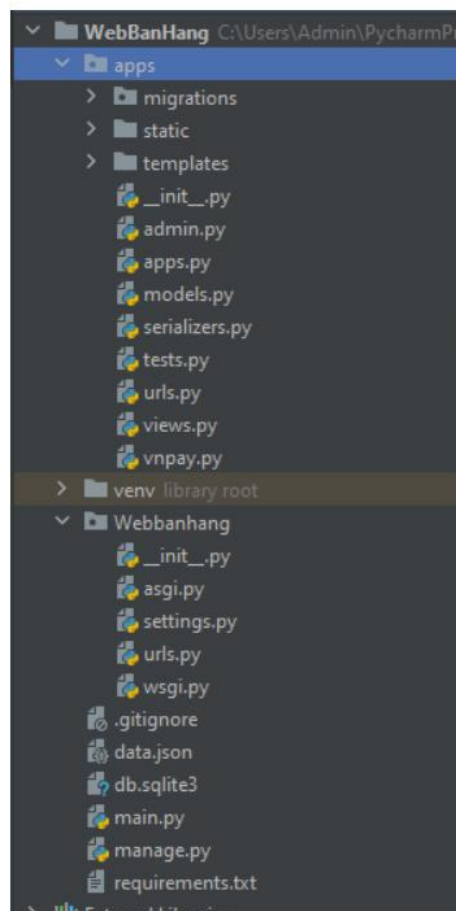 WebBanHang C:\Users\Admin\PycharmPr
apps
migrations
static
templates
__init__.py
admin.py
apps.py
models.py
serializers.py
tests.py
urls.py
views.py
vnpay.py
venv library root
Webbanhang
__init__.py
asgi.py
settings.py
urls.py
wsgi.py
.gitignore
data.json
db.sqlite3
main.py
manage.py
requirements.txt